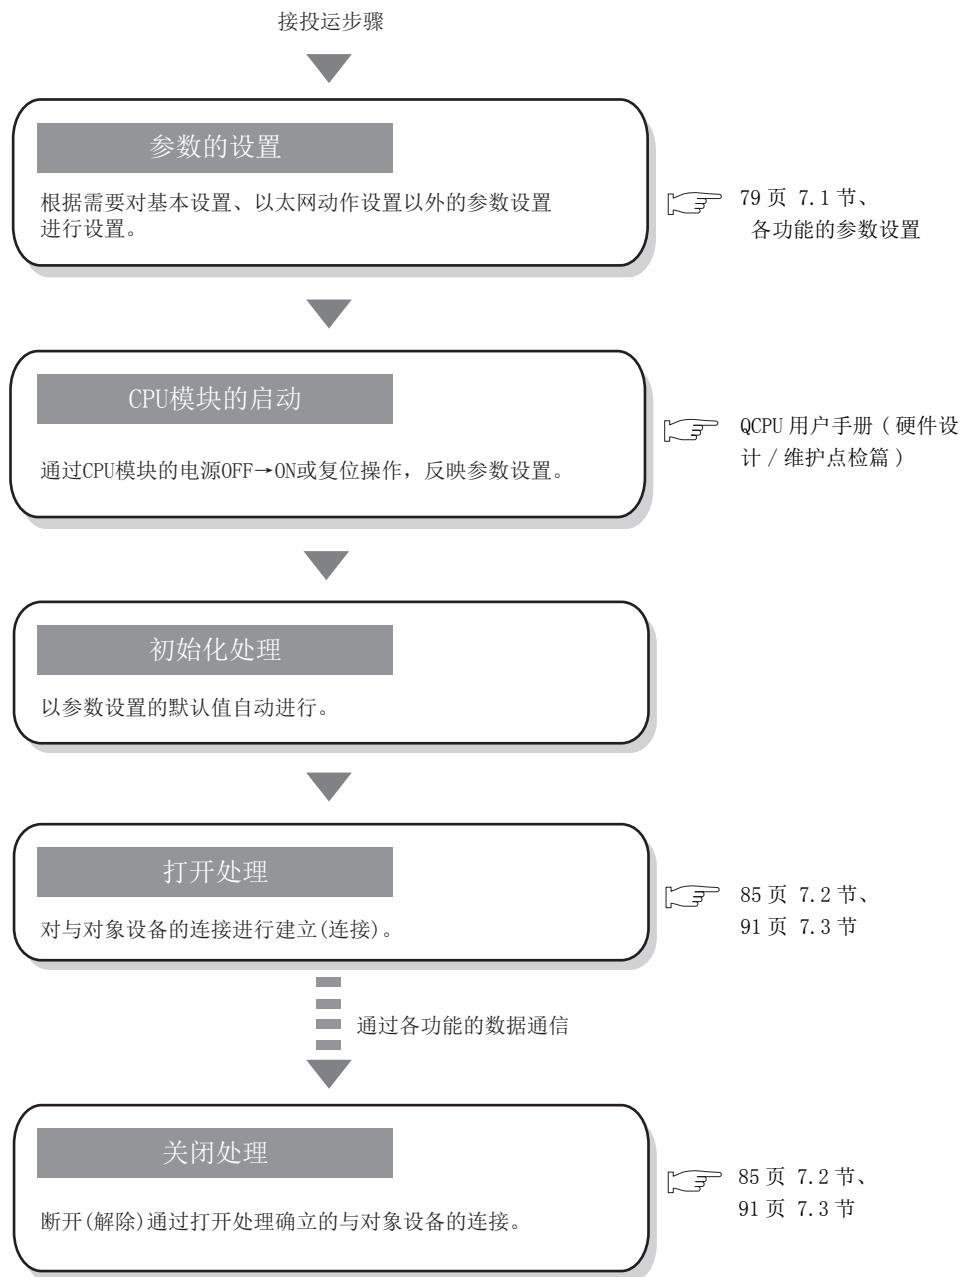 接投运步骤
参数的设置
根据需要对基本设置、以太网动作设置以外的参数设置
进行设置。
79 页 7.1 节、
各功能的参数设置
CPU模块的启动
通过CPU模块的电源OFF→ON或复位操作，反映参数设置。
QCPU 用户手册 ( 硬件设
计 / 维护点检篇 )
初始化处理
以参数设置的默认值自动进行。
打开处理
对与对象设备的连接进行建立(连接)。
85 页 7.2 节、
91 页 7.3 节
通过各功能的数据通信
关闭处理
断开(解除)通过打开处理确立的与对象设备的连接。
85 页 7.2 节、
91 页 7.3 节